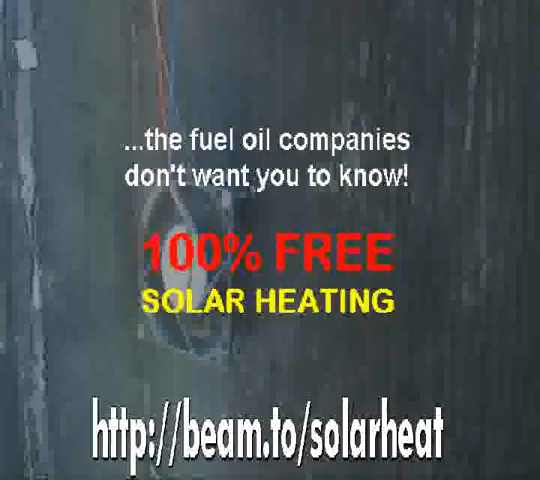 ...the fuel oil companies
don't want you to know!
100% FREE
SOLAR HEATING
http://beam.to/solarheat